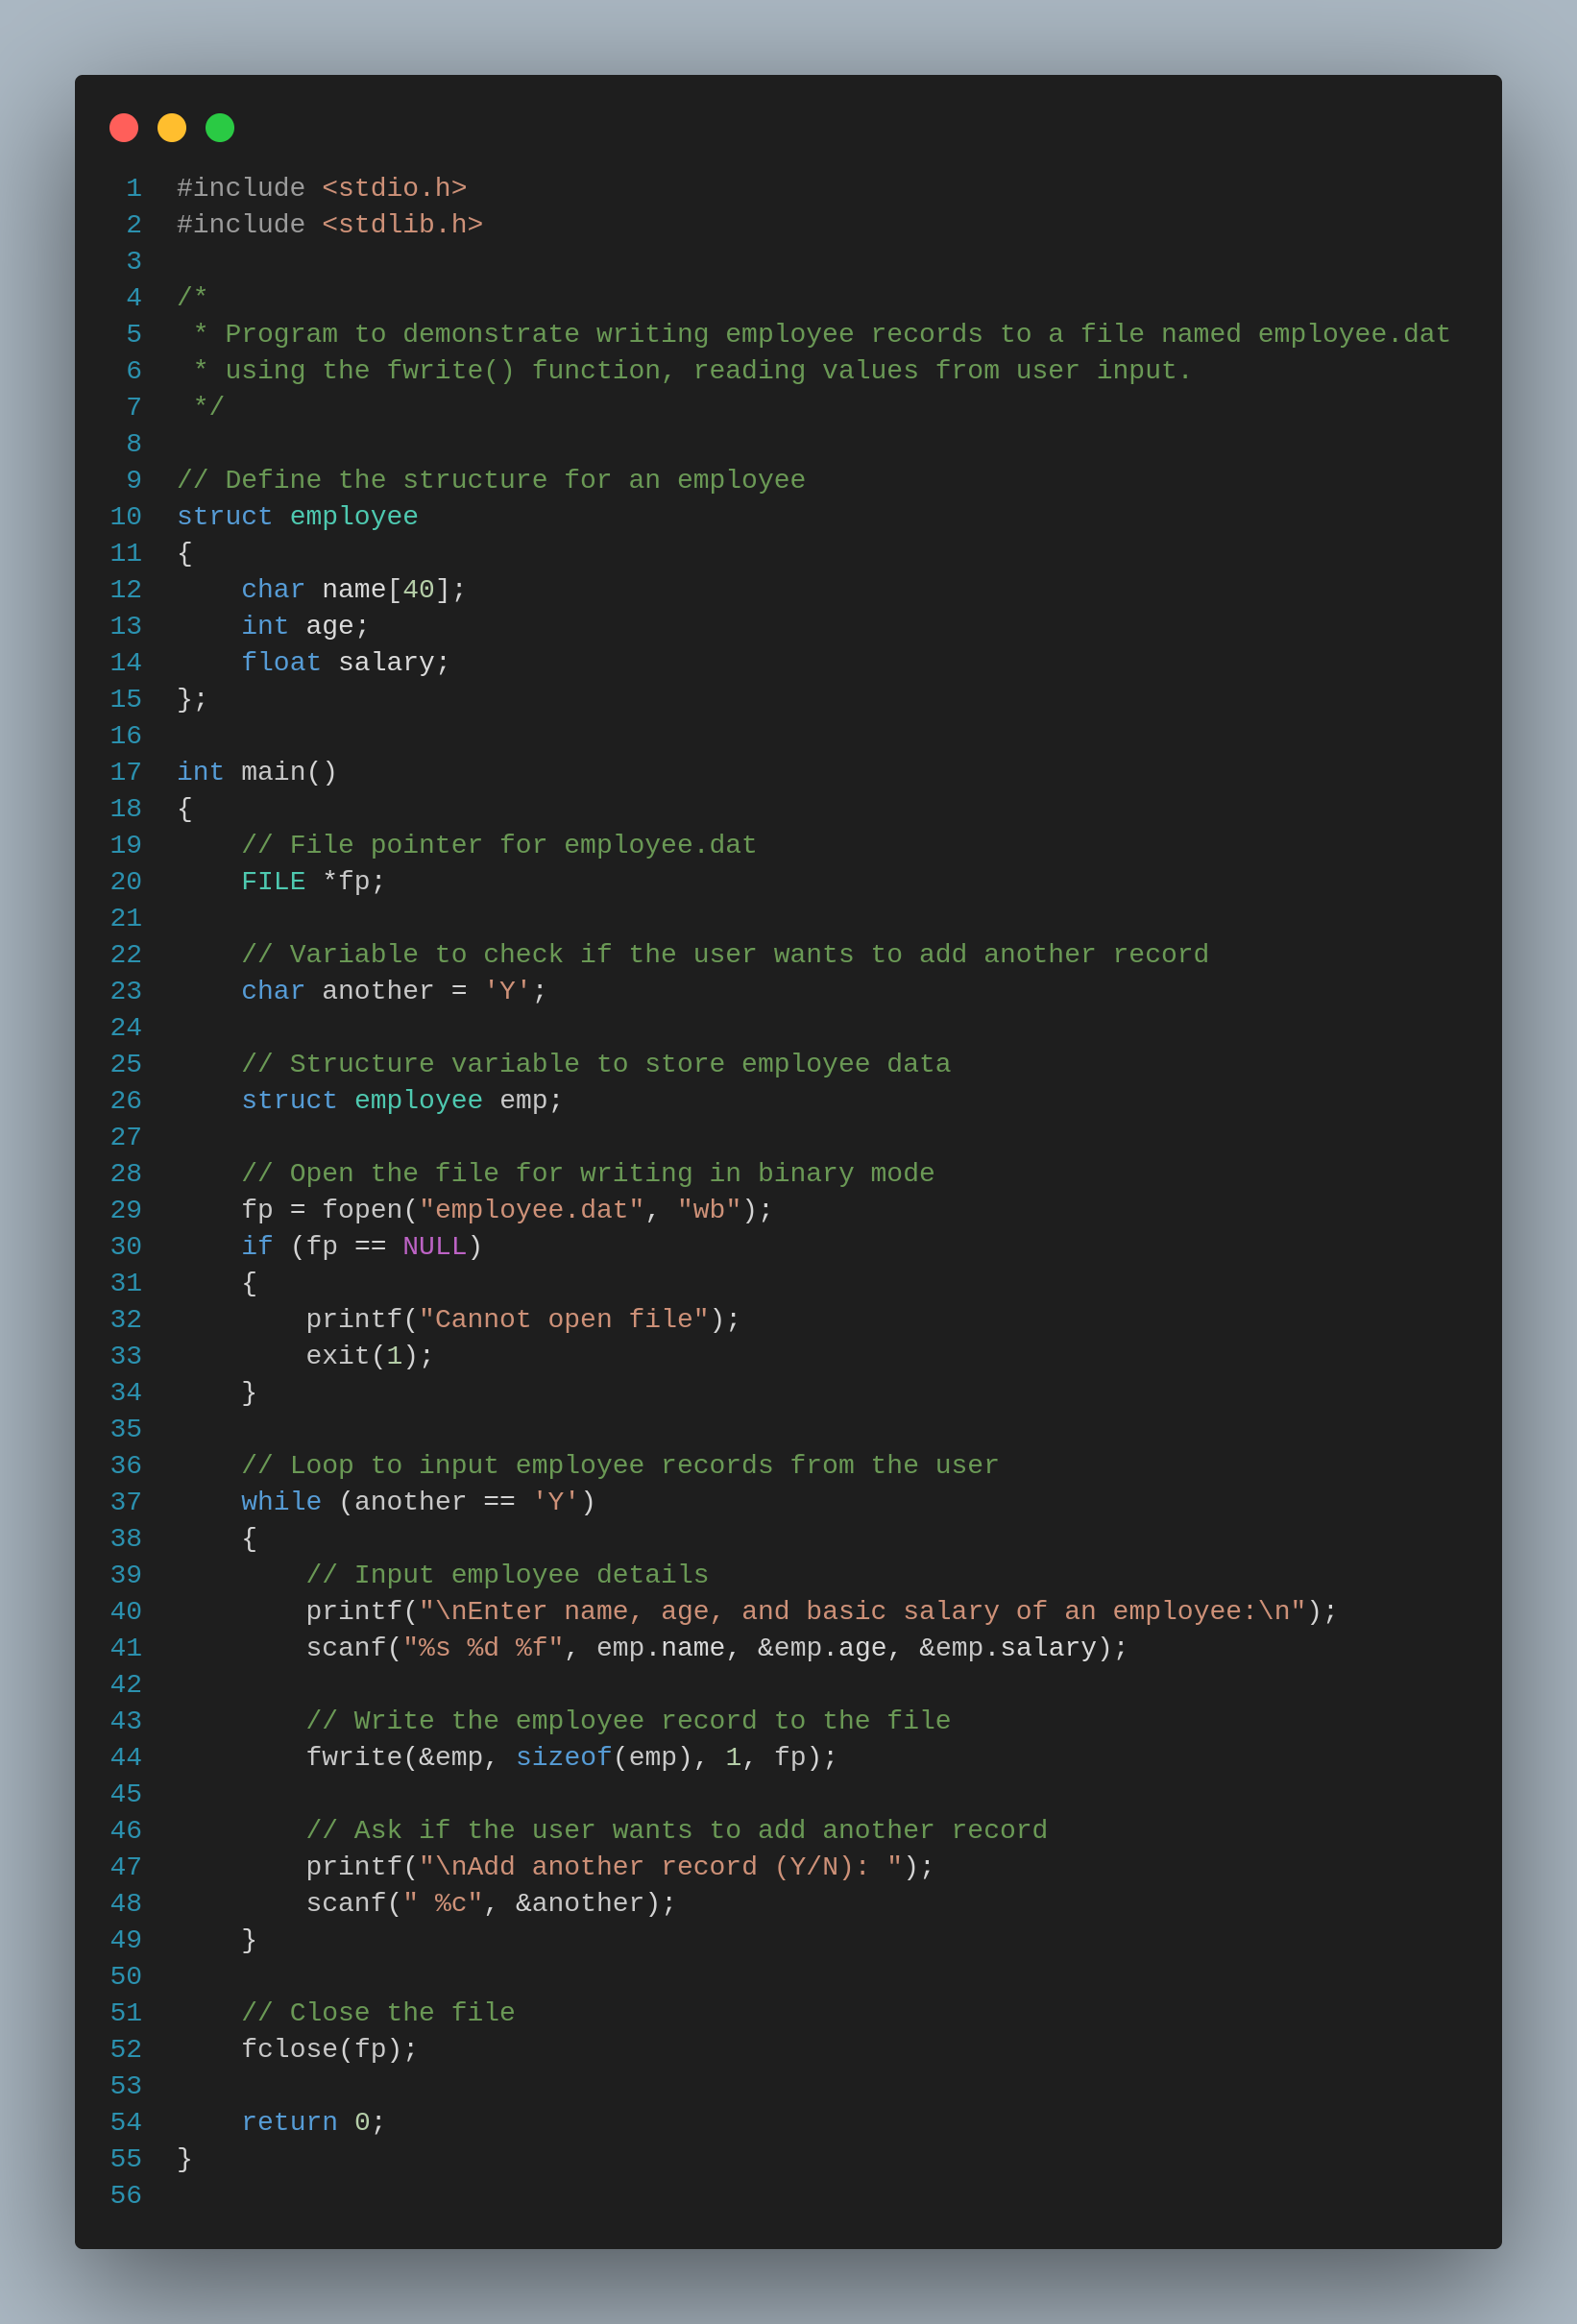 1 #include <stdio.h>
2 #include <stdlib.h>
3
4 /*
5  * Program to demonstrate writing employee records to a file named employee.dat
6  * using the fwrite() function, reading values from user input.
7  */
8
9 // Define the structure for an employee
10 struct employee
11 {
12     char name[40];
13     int age;
14     float salary;
15 };
16
17 int main()
18 {
19     // File pointer for employee.dat
20     FILE *fp;
21
22     // Variable to check if the user wants to add another record
23     char another = 'Y';
24
25     // Structure variable to store employee data
26     struct employee emp;
27
28     // Open the file for writing in binary mode
29     fp = fopen("employee.dat", "wb");
30     if (fp == NULL)
31     {
32         printf("Cannot open file");
33         exit(1);
34     }
35
36     // Loop to input employee records from the user
37     while (another == 'Y')
38     {
39         // Input employee details
40         printf("\nEnter name, age, and basic salary of an employee:\n");
41         scanf("%s %d %f", emp.name, &emp.age, &emp.salary);
42
43         // Write the employee record to the file
44         fwrite(&emp, sizeof(emp), 1, fp);
45
46         // Ask if the user wants to add another record
47         printf("\nAdd another record (Y/N): ");
48         scanf(" %c", &another);
49     }
50
51     // Close the file
52     fclose(fp);
53
54     return 0;
55 }
56